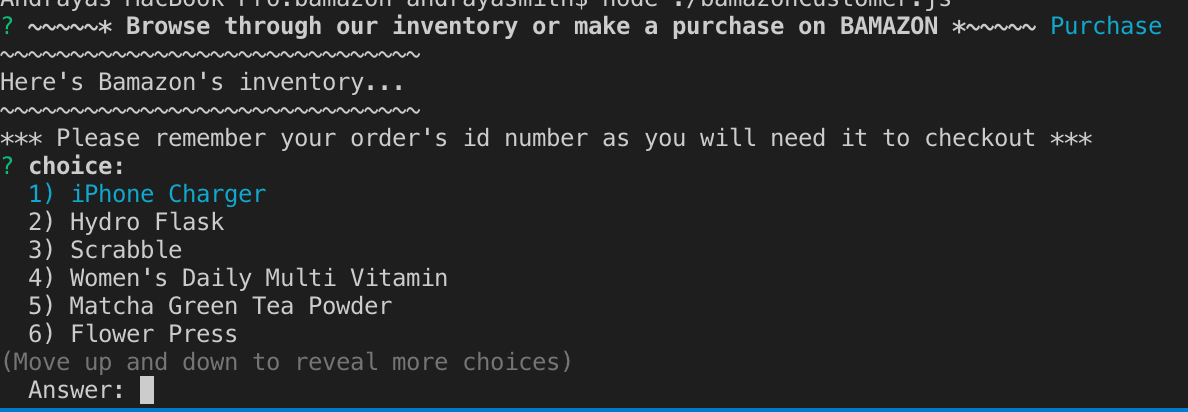 Andrayas MacBook Pro:bamazon andrayasmith$ node ./bamazonCustomer.js
? ~~~~~* Browse through our inventory or make a purchase on BAMAZON *~~~~~ Purchase
~~~~~~~~~~~~~~~~~~~~~~~~~~~~~~
Here's Bamazon's inventory...
~~~~~~~~~~~~~~~~~~~~~~~~~~~~~~
*** Please remember your order's id number as you will need it to checkout ***
? choice:
1) iPhone Charger
2) Hydro Flask
3) Scrabble
4) Women's Daily Multi Vitamin
5) Matcha Green Tea Powder
6) Flower Press
(Move up and down to reveal more choices)
Answer: